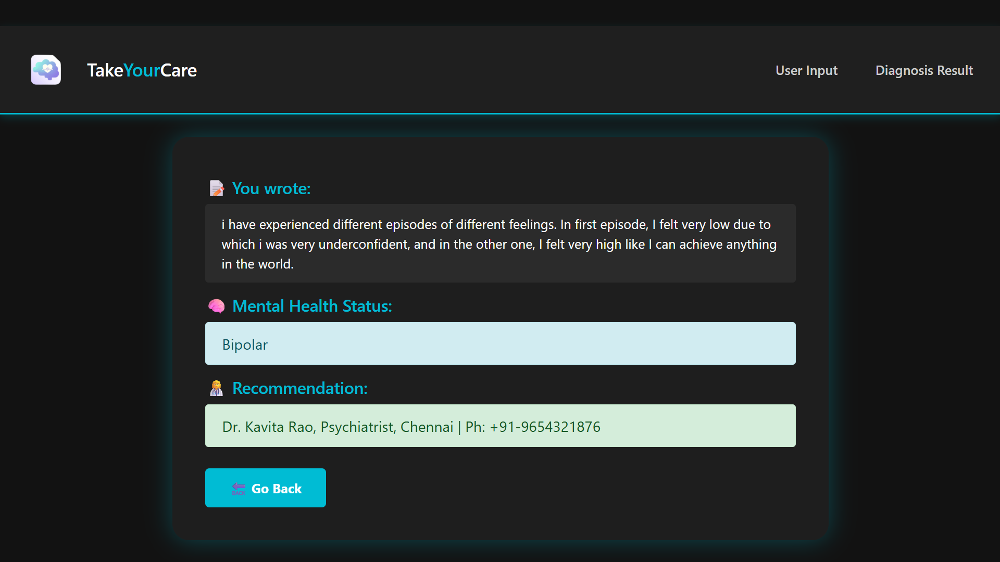 TakeYourCare
User Input
Diagnosis Result
You wrote:
i have experienced different episodes of different feelings. In first episode, I felt very low due to
which i was very underconfident, and in the other one, I felt very high like I can achieve anything
in the world.
Mental Health Status:
Bipolar
Recommendation:
Dr. Kavita Rao, Psychiatrist, Chennai | Ph: +91-9654321876
BACK Go Back